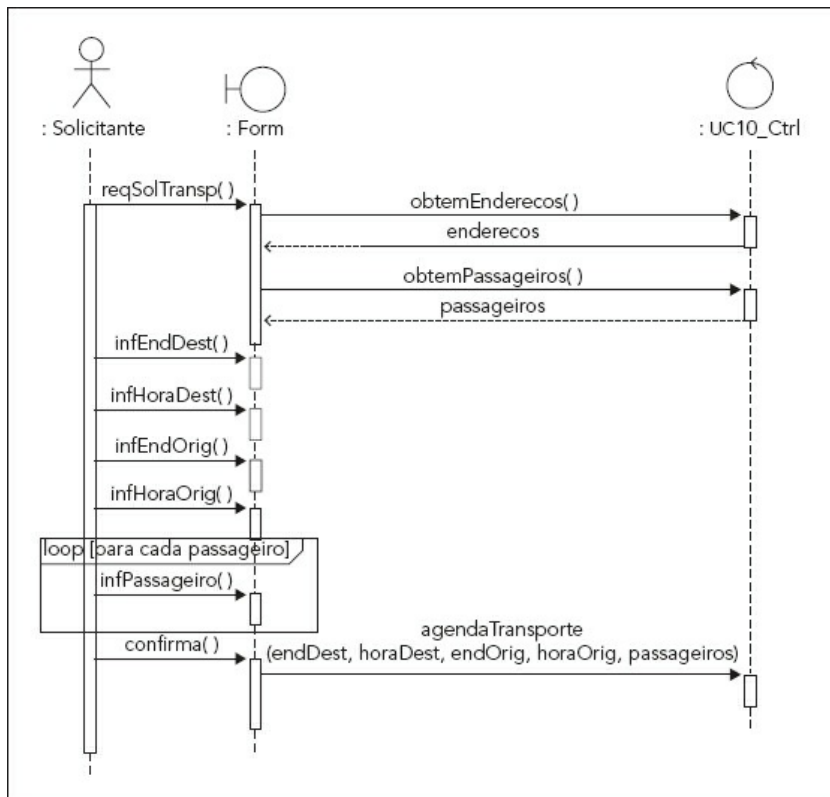 : Solicitante
: Form
: UC10_Ctrl
reqSolTransp( )
obtemEnderecos( )
enderecos
obtemPassageiros( )
passageiros
infEndDest( )
infHoraDest( )
infEndOrig( )
infHoraOrig( )
loop [para cada passageiro]
infPassageiro( )
confirma( )
agendaTransporte
(endDest, horaDest, endOrig, horaOrig, passageiros)